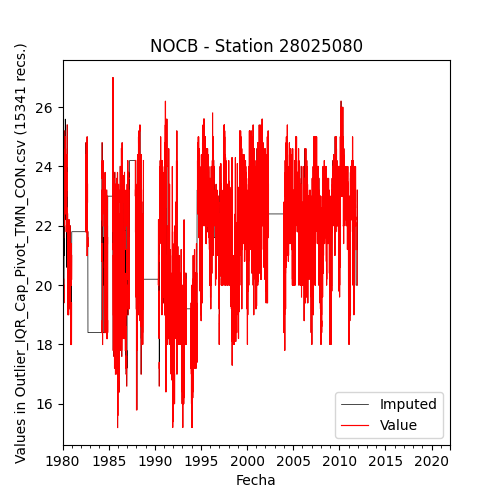 NOCB - Station 28025080
Values in Outlier_IQR_Cap_Pivot_TMN_CON.csv (15341 recs.)
26
24
22
20
18
16
Imputed
Value
1980 1985 1990 1995 2000 2005 2010 2015 2020
Fecha